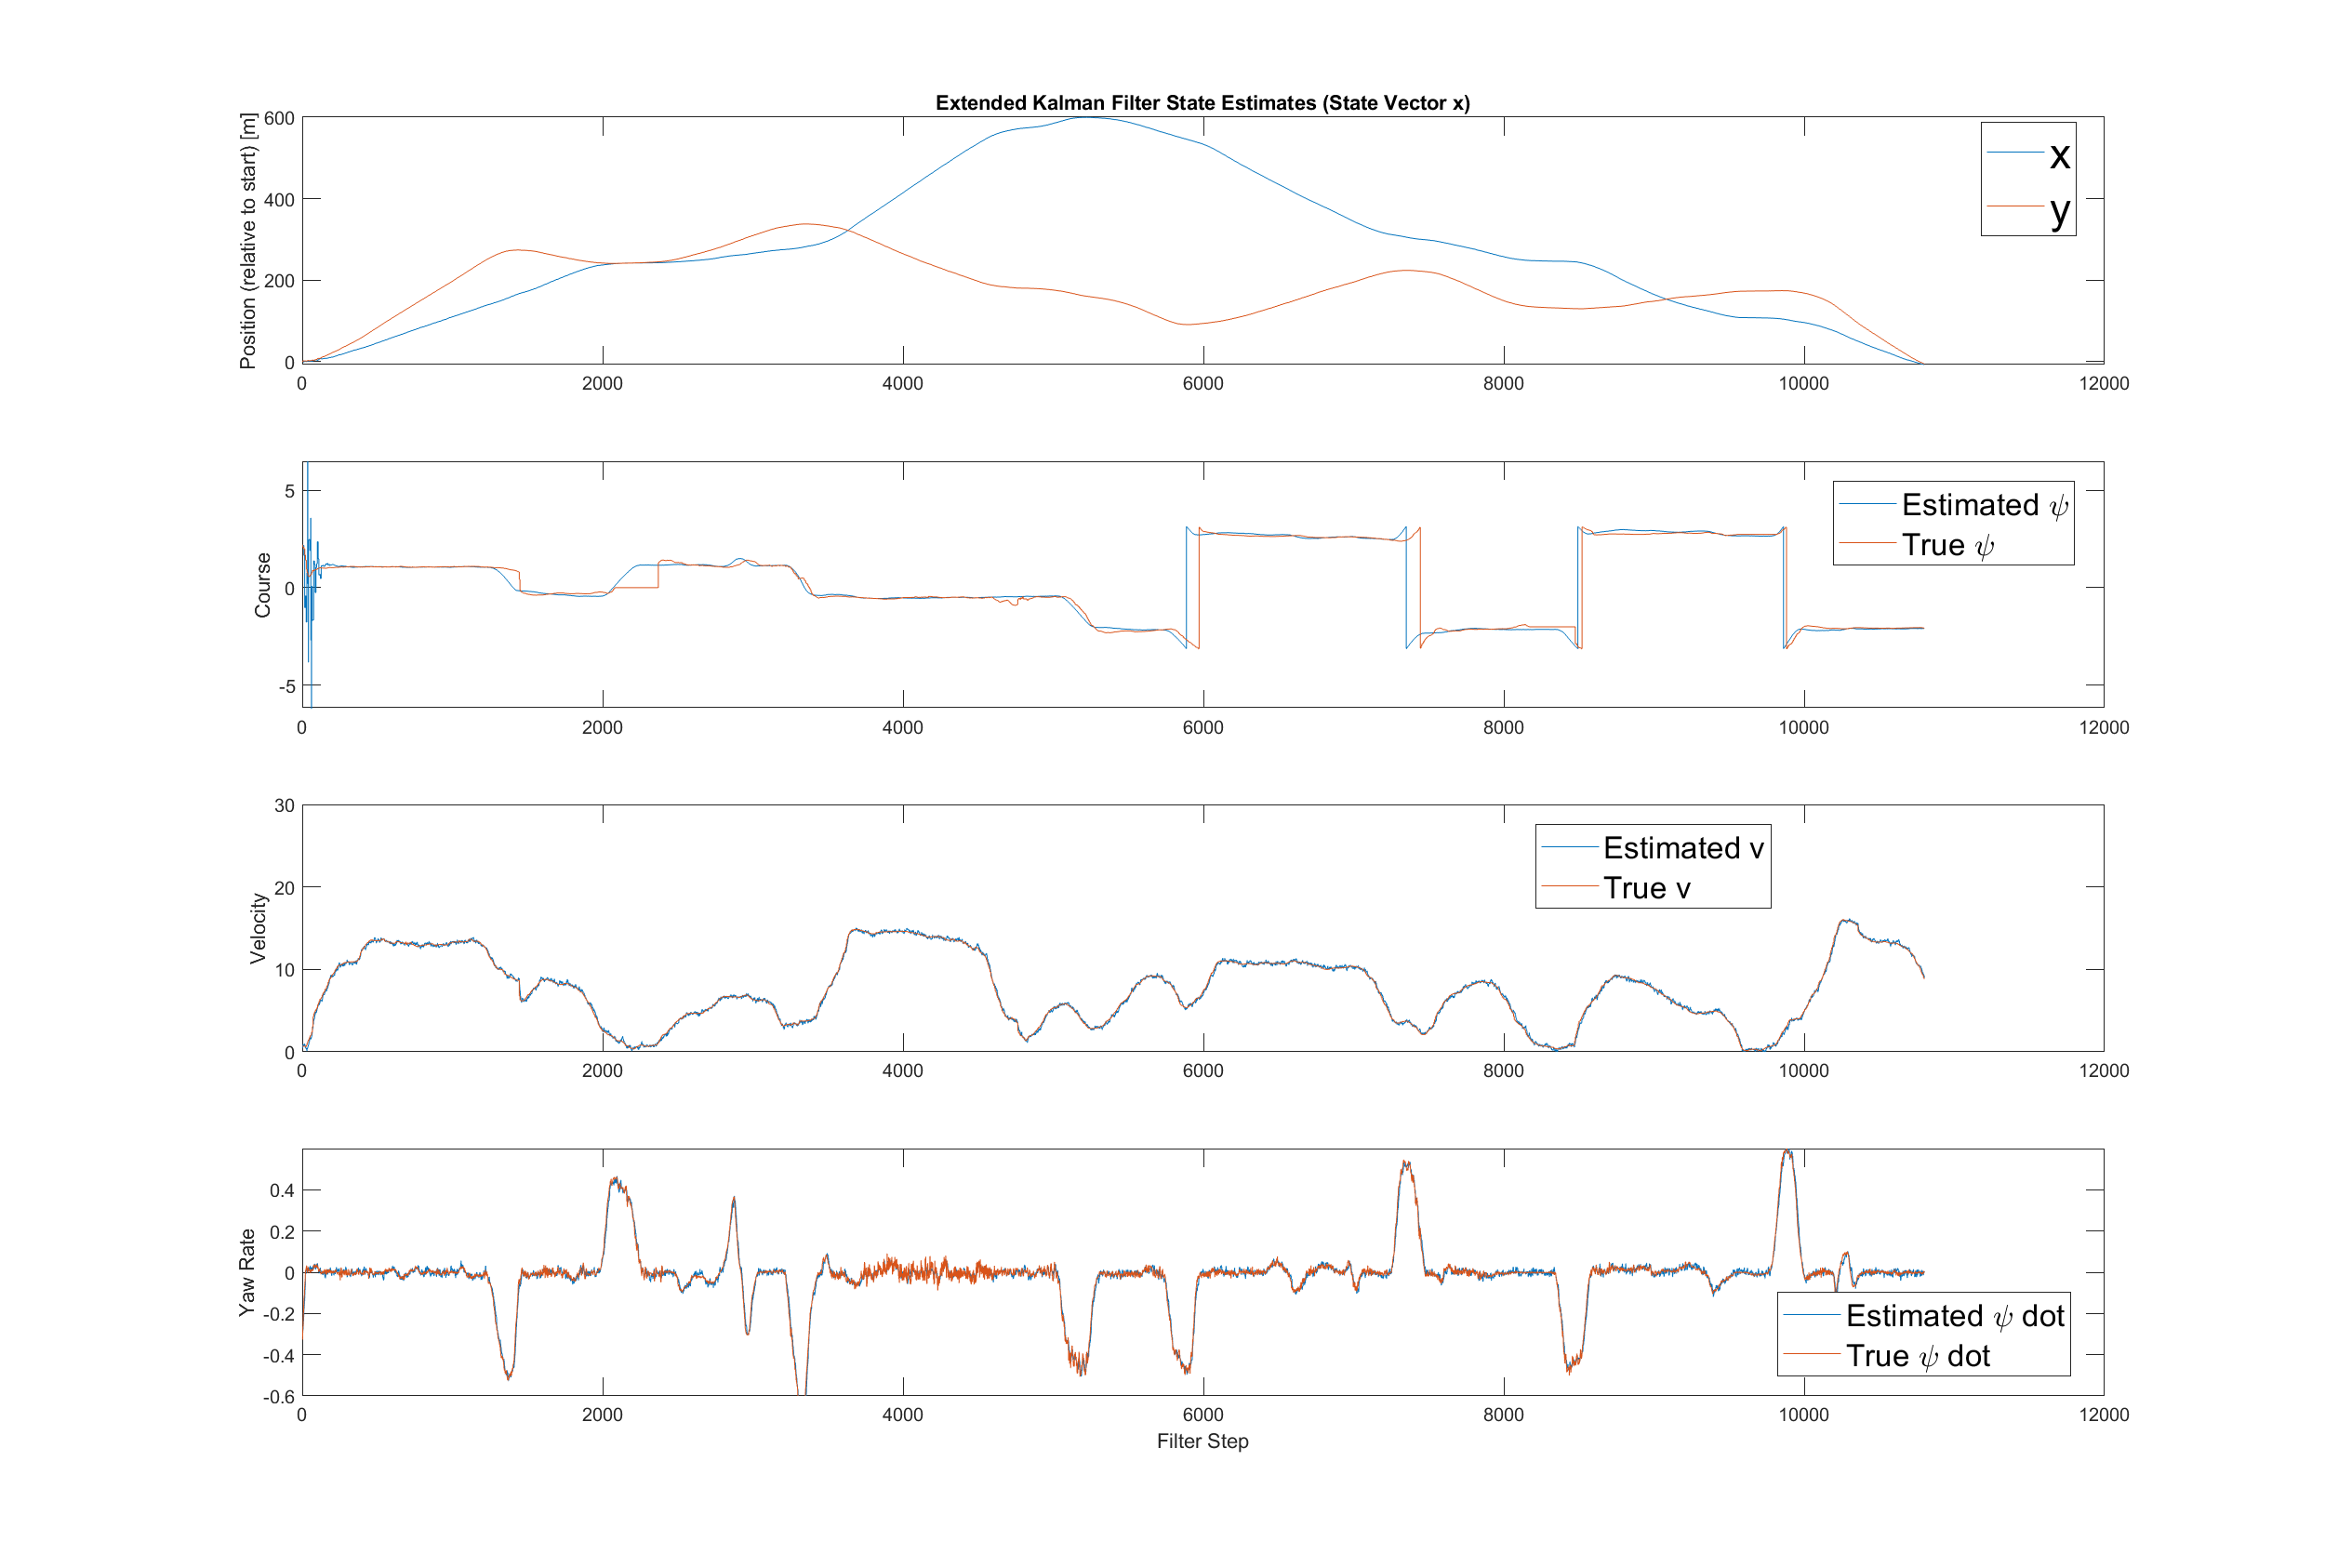 Extended Kalman Filter State Estimates (State Vector x)
Position (relative to start) [m]
600
400
200
0
0 2000 4000 6000 8000 10000 12000
x
y
Course
5
0
-5
0 2000 4000 6000 8000 10000 12000
Estimated ψ
True ψ
Velocity
30
20
10
0
0 2000 4000 6000 8000 10000 12000
Estimated v
True v
Yaw Rate
0.4
0.2
0
-0.2
-0.4
-0.6
0 2000 4000 6000 8000 10000 12000
Estimated ψ dot
True ψ dot
Filter Step